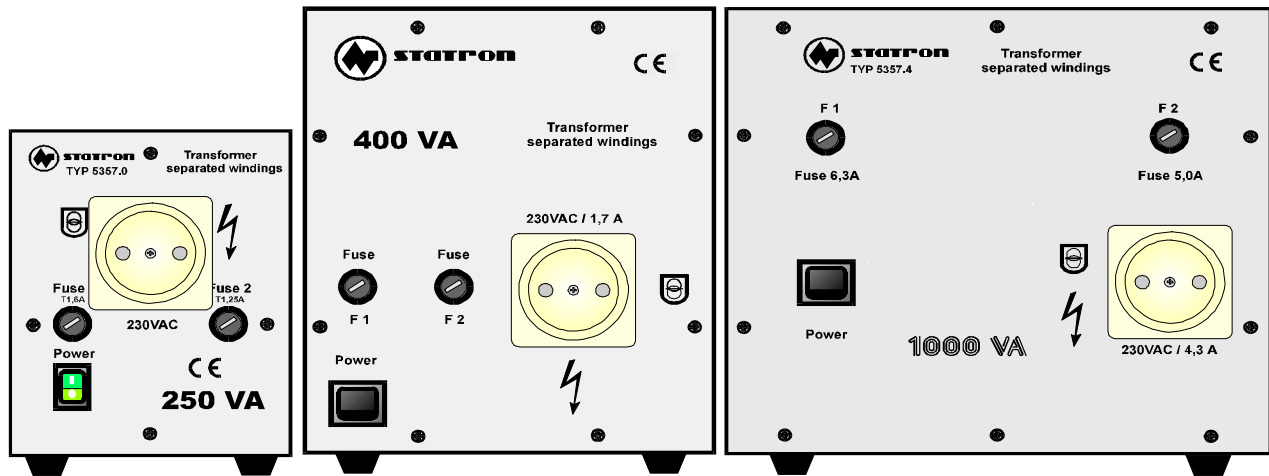 STATRON
TYP 5357.0
Transformer
separated windings
Fuse
T1,6A
Fuse 2
T1,25A
230VAC
Power
CE
250 VA
STATRON
CE
400 VA
Transformer
separated windings
230VAC / 1,7 A
Fuse
Fuse
F 1
F 2
Power
STATRON
TYP 5357.4
Transformer
separated windings
CE
F 1
F 2
Fuse 6,3A
Fuse 5,0A
Power
1000 VA
230VAC / 4,3 A